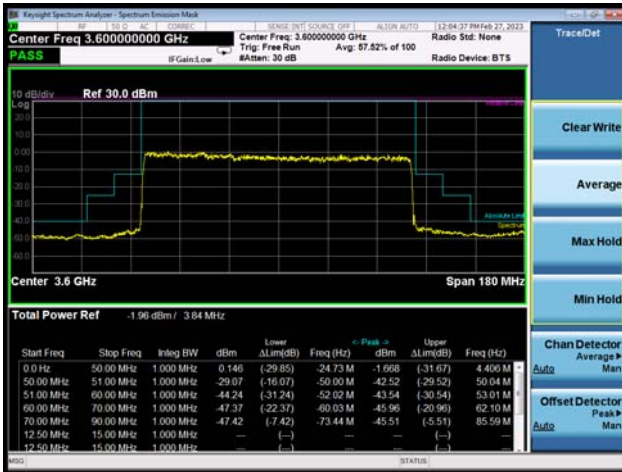 Keysight Spectrum Analyzer - Spectrum Emission Mask
RF 50 Ω AC CORREC SENSE:INT SOURCE OFF ALIGN AUTO 12:04:37 PM Feb 27, 2023
Center Freq 3.600000000 GHz Center Freq: 3.600000000 GHz Radio Std: None
Trig: Free Run Avg: 57.52% of 100
PASS IFGain:Low #Atten: 30 dB Radio Device: BTS
Trace/Det
10 dB/div Ref 30.0 dBm
Log
20.0
10.0
0.00
10.0
20.0
30.0
40.0
50.0
60.0
Absolute Limit
Spectrum
Center 3.6 GHz Span 180 MHz
Clear Write
Average
Max Hold
Min Hold
Chan Detector
Average
Auto Man
Offset Detector
Peak
Auto Man
Total Power Ref -1.96 dBm / 3.84 MHz
Lower <- Peak -> Upper
Start Freq Stop Freq Integ BW dBm ΔLim(dB) Freq (Hz) dBm ΔLim(dB) Freq (Hz)
0.0 Hz 50.00 MHz 1.000 MHz 0.146 (-29.85) -24.73 M -1.668 (-31.67) 4.406 M
50.00 MHz 51.00 MHz 1.000 MHz -29.07 (-16.07) -50.00 M -42.52 (-29.52) 50.04 M
51.00 MHz 60.00 MHz 1.000 MHz -44.24 (-31.24) -52.02 M -43.54 (-30.54) 53.01 M
60.00 MHz 70.00 MHz 1.000 MHz -47.37 (-22.37) -60.03 M -45.96 (-20.96) 62.10 M
70.00 MHz 90.00 MHz 1.000 MHz -47.42 (-7.42) -73.44 M -45.51 (-5.51) 85.59 M
12.50 MHz 15.00 MHz 1.000 MHz --- (---) --- --- (---) ---
12.50 MHz 15.00 MHz 1.000 MHz --- (---) --- --- (---) ---
MSG STATUS